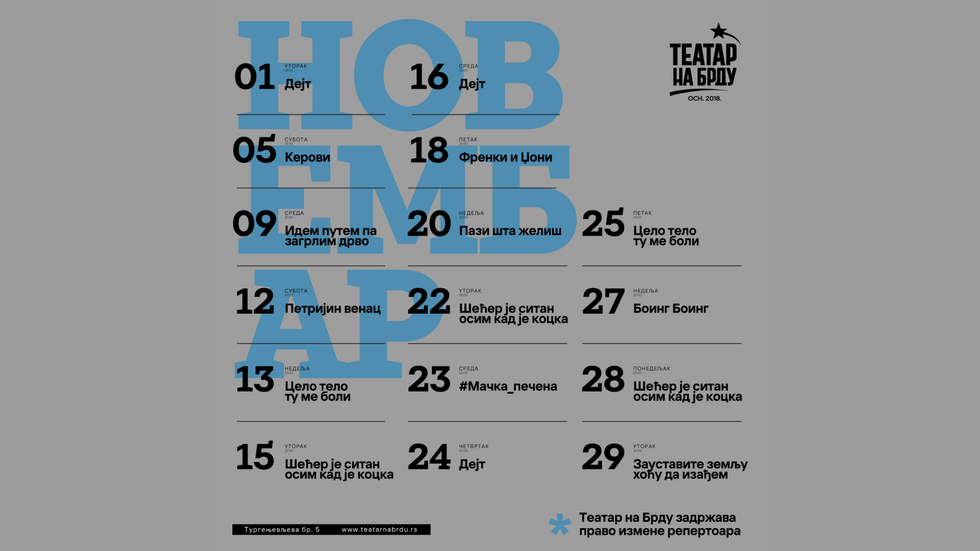 НОВ
ЕМБ
АР
ТЕАТАР
НА БРДУ
ОСН. 2018.
01
УТОРАК
Дејт
05
СУБОТА
Керови
09
СРЕДА
Идем путем па
загрлим дрво
12
СУБОТА
Петријин венац
13
НЕДЕЉА
Цело тело
ту ме боли
15
УТОРАК
Шећер је ситан
осим кад је коцка
16
СРЕДА
Дејт
18
ПЕТАК
Френки и Џони
20
НЕДЕЉА
Пази шта желиш
22
УТОРАК
Шећер је ситан
осим кад је коцка
23
СРЕДА
#Мачка_печена
24
ЧЕТВРТАК
Дејт
25
ПЕТАК
Цело тело
ту ме боли
27
НЕДЕЉА
Боинг Боинг
28
ПОНЕДЕЉАК
Шећер је ситан
осим кад је коцка
29
УТОРАК
Зауставите земљу
хоћу да изађем
Тургењевљева бр. 5 www.teatarnabrdu.rs
* Театар на Брду задржава
право измене репертоара